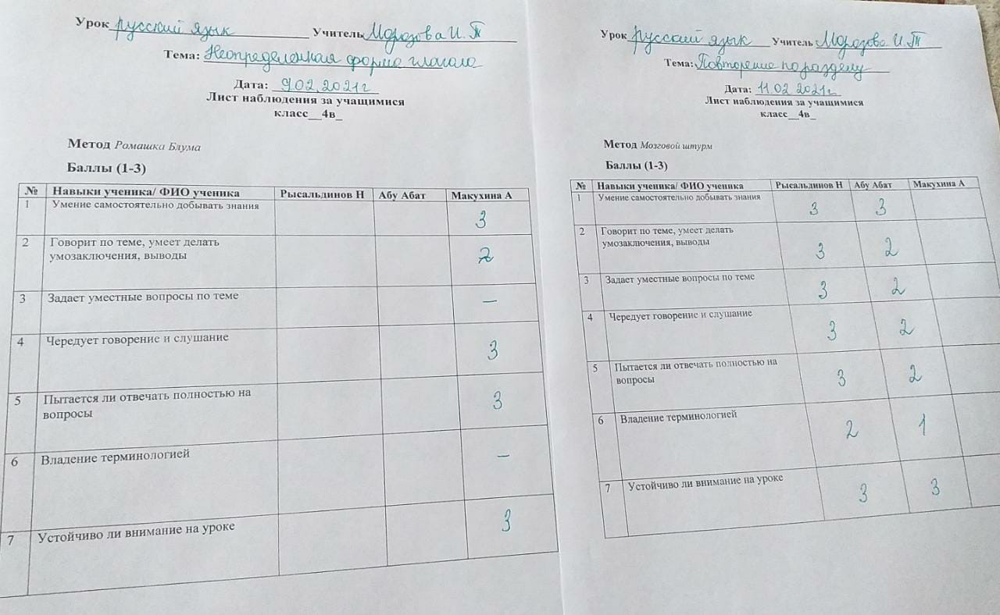 Урок русский язык Учитель Морозова И. Т
Тема: Неопределенная форма глагола
Дата: 9.02.2021г
Лист наблюдения за учащимися
класс__4в_
Метод Ромашка Блума
Баллы (1-3)
№ Навыки ученика/ ФИО ученика Рысальдинов Н Абу Абат Макухина А
1 Умение самостоятельно добывать знания 3
2 Говорит по теме, умеет делать 2
умозаключения, выводы
3 Задает уместные вопросы по теме –
4 Чередует говорение и слушание 3
5 Пытается ли отвечать полностью на 3
вопросы
6 Владение терминологией –
7 Устойчиво ли внимание на уроке 3
Урок русский язык Учитель Морозова И. Т
Тема: Повторение по разделу
Дата: 11.02 2021г.
Лист наблюдения за учащимися
класс__4в_
Метод Мозговой штурм
Баллы (1-3)
№ Навыки ученика/ ФИО ученика Рысальдинов Н Абу Абат Макухина А
1 Умение самостоятельно добывать знания 3 3
2 Говорит по теме, умеет делать 3 2
умозаключения, выводы
3 Задает уместные вопросы по теме 3 2
4 Чередует говорение и слушание 3 2
5 Пытается ли отвечать полностью на 3 2
вопросы
6 Владение терминологией 2 1
7 Устойчиво ли внимание на уроке 3 3